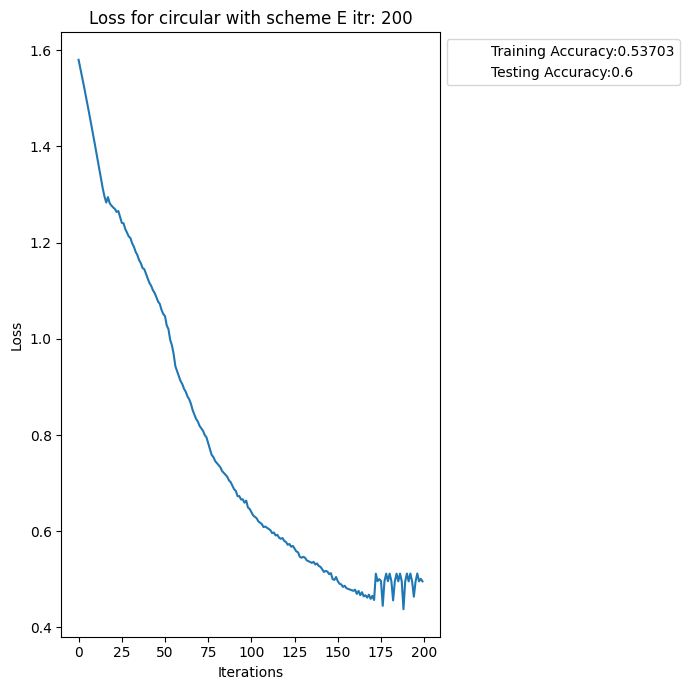 Loss for circular with scheme E itr: 200
Training Accuracy:0.53703
Testing Accuracy:0.6
1.6
1.4
1.2
1.0
0.8
0.6
0.4
Loss
0 25 50 75 100 125 150 175 200
Iterations